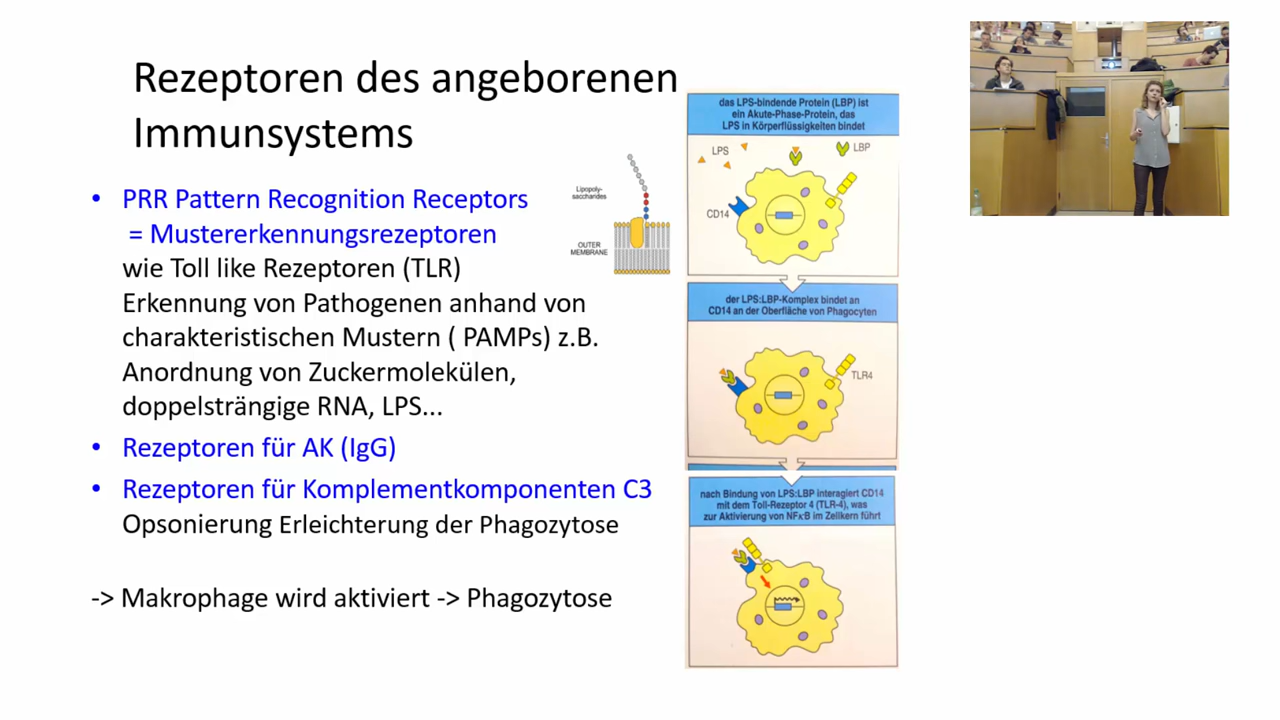 Rezeptoren des angeborenen
Immunsystems
• PRR Pattern Recognition Receptors
= Mustererkennungsrezeptoren
wie Toll like Rezeptoren (TLR)
Erkennung von Pathogenen anhand von
charakteristischen Mustern ( PAMPs) z.B.
Anordnung von Zuckermolekülen,
doppelsträngige RNA, LPS...
• Rezeptoren für AK (IgG)
• Rezeptoren für Komplementkomponenten C3
Opsonierung Erleichterung der Phagozytose
-> Makrophage wird aktiviert -> Phagozytose
Lipopoly-
saccharides
OUTER
MEMBRANE
das LPS-bindende Protein (LBP) ist
ein Akute-Phase-Protein, das
LPS in Körperflüssigkeiten bindet
LPS
LBP
CD14
der LPS:LBP-Komplex bindet an
CD14 an der Oberfläche von Phagocyten
TLR4
nach Bindung von LPS:LBP interagiert CD14
mit dem Toll-Rezeptor 4 (TLR-4), was
zur Aktivierung von NFκB im Zellkern führt